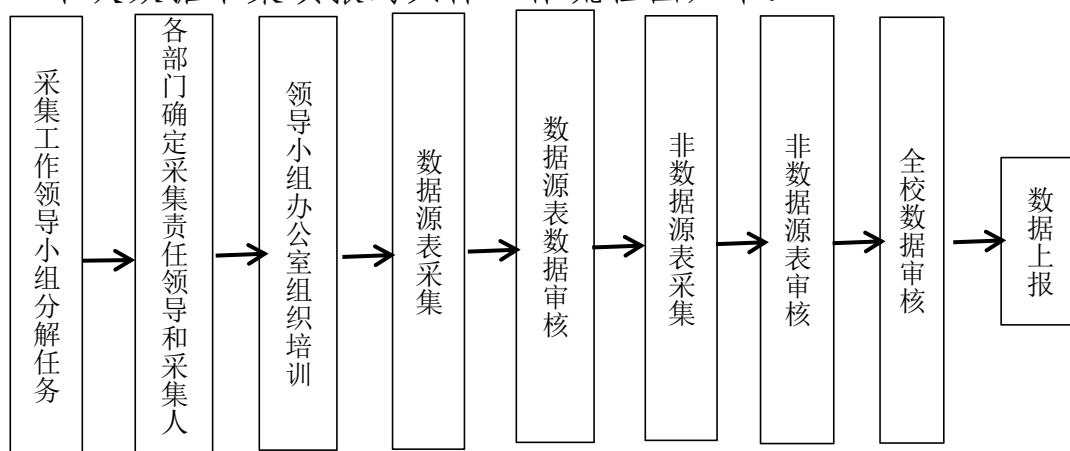 采集工作领导小组分解任务
各部门确定采集责任领导和采集人
领导小组办公室组织培训
数据源表采集
数据源表数据审核
非数据源表采集
非数据源表审核
全校数据审核
数据上报